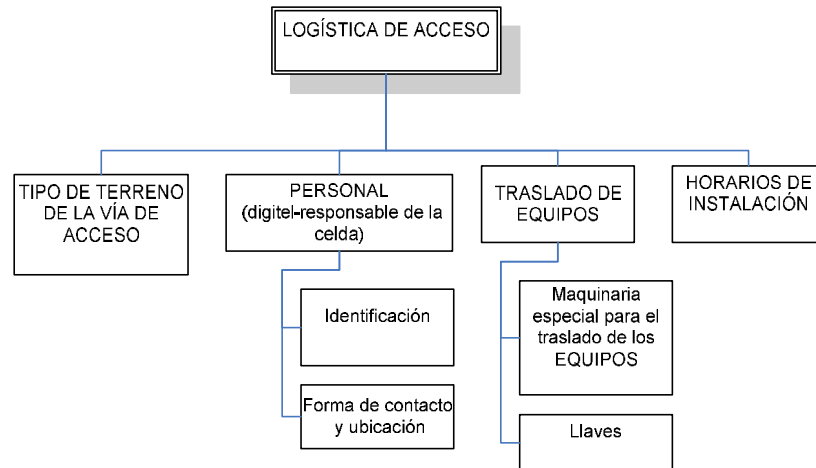 LOGÍSTICA DE ACCESO
TIPO DE TERRENO
DE LA VÍA DE
ACCESO
PERSONAL
(digitel-responsable de la
celda)
TRASLADO DE
EQUIPOS
HORARIOS DE
INSTALACIÓN
Identificación
Forma de contacto
y ubicación
Maquinaria
especial para el
traslado de los
EQUIPOS
Llaves